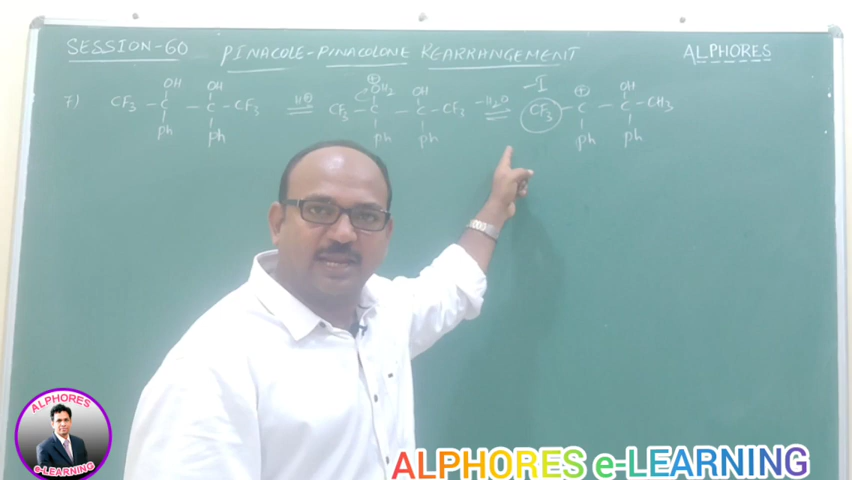 SESSION-60 PINACOLE-PINACOLONE REARRANGEMENT ALPHORES
OH OH ⊕ OH₂ OH -I ⊕ OH
7) CF₃ - C - C - CF₃ H⊕ CF₃ - C - C - CF₃ -H₂O CF₃ - C - C - CH₃
ph ph ph ph ph ph
ALPHORES
e-LEARNING
ALPHORES e-LEARNING